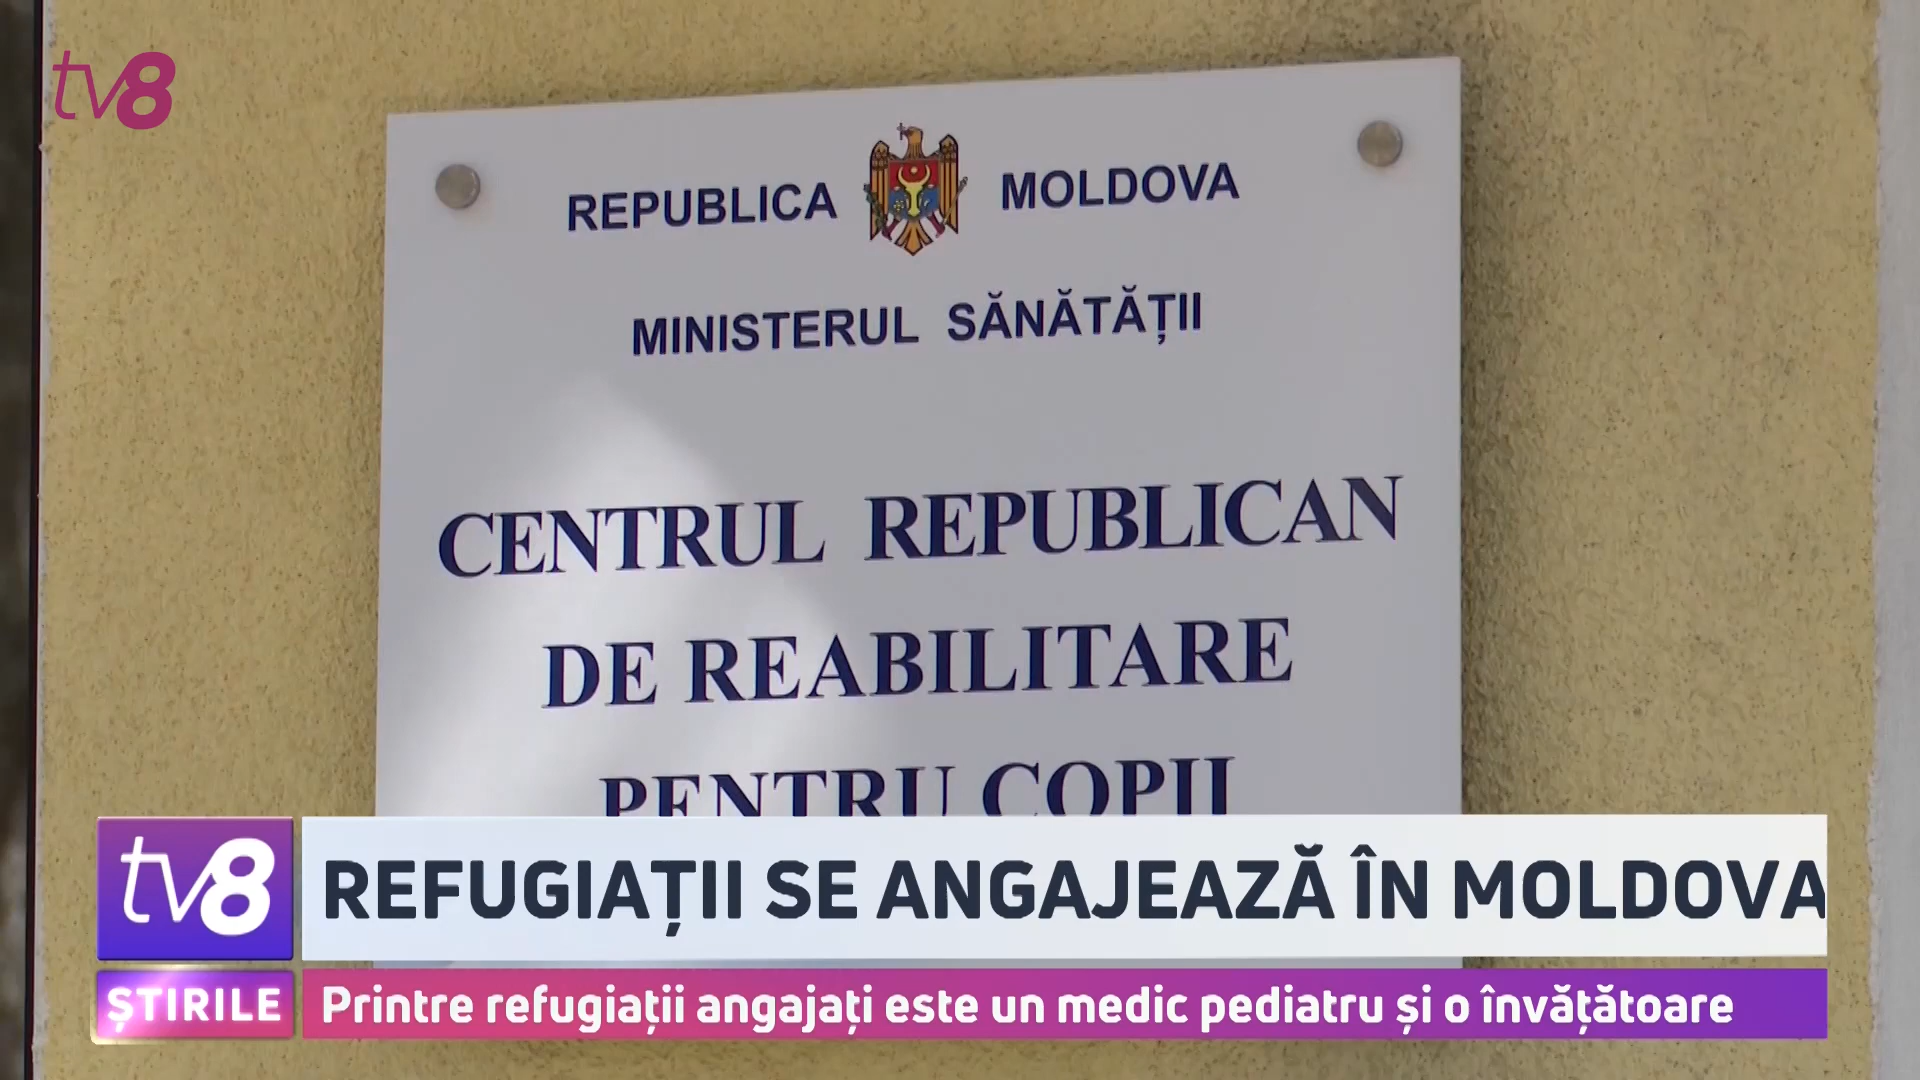 tv8
REPUBLICA MOLDOVA
MINISTERUL SĂNĂTĂȚII
CENTRUL REPUBLICAN
DE REABILITARE
PENTRU COPII
tv8
REFUGIAȚII SE ANGAJEAZĂ ÎN MOLDOVA
ȘTIRILE
Printre refugiații angajați este un medic pediatru și o învățătoare